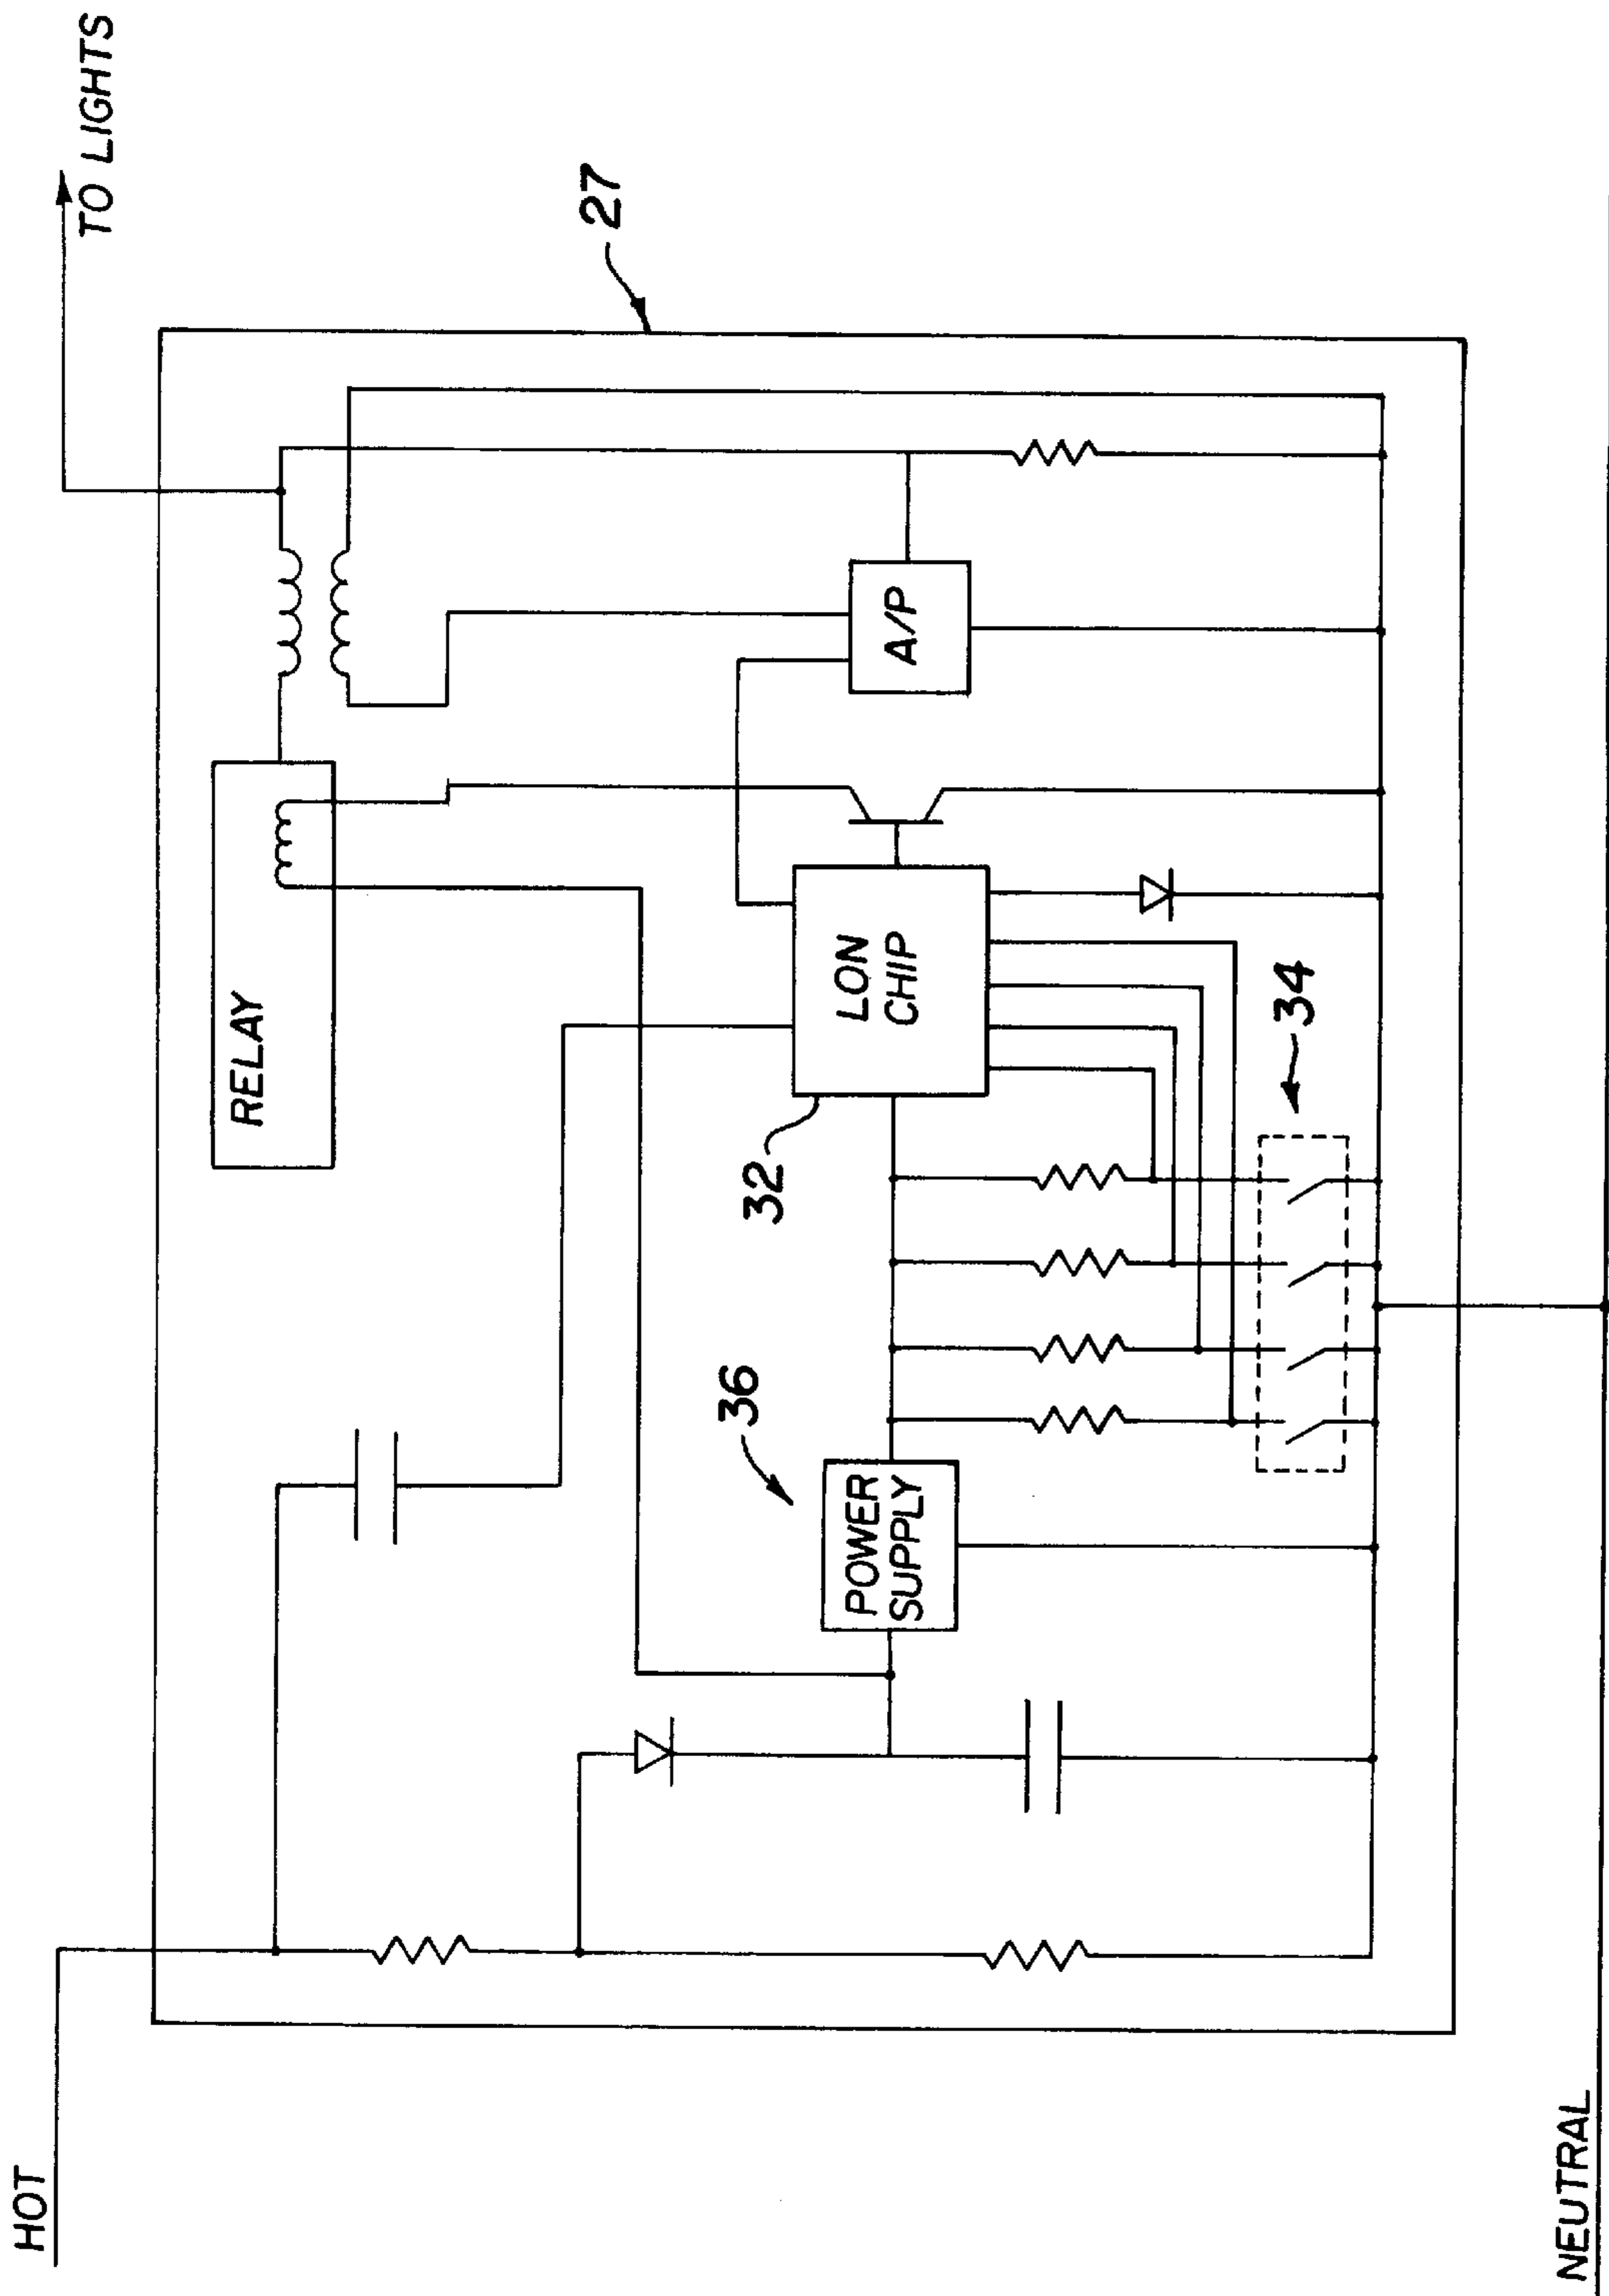 HOT
TO LIGHTS
RELAY
27
36
32
LON
CHIP
A/P
POWER
SUPPLY
34
NEUTRAL